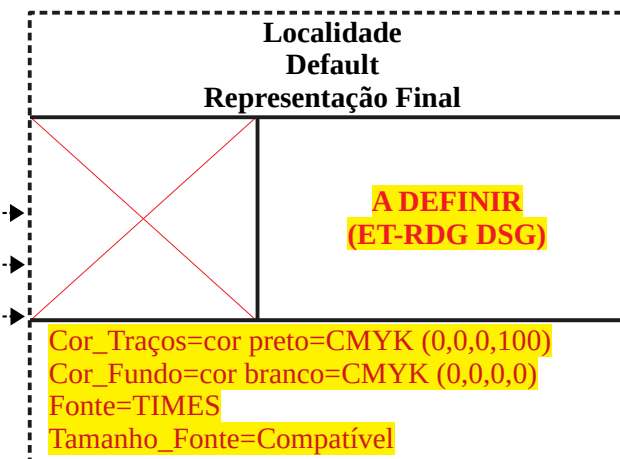 Localidade
Default
Representação Final
A DEFINIR
(ET-RDG DSG)
Cor_Traços=cor preto=CMYK (0,0,0,100)
Cor_Fundo=cor branco=CMYK (0,0,0,0)
Fonte=TIMES
Tamanho_Fonte=Compatível